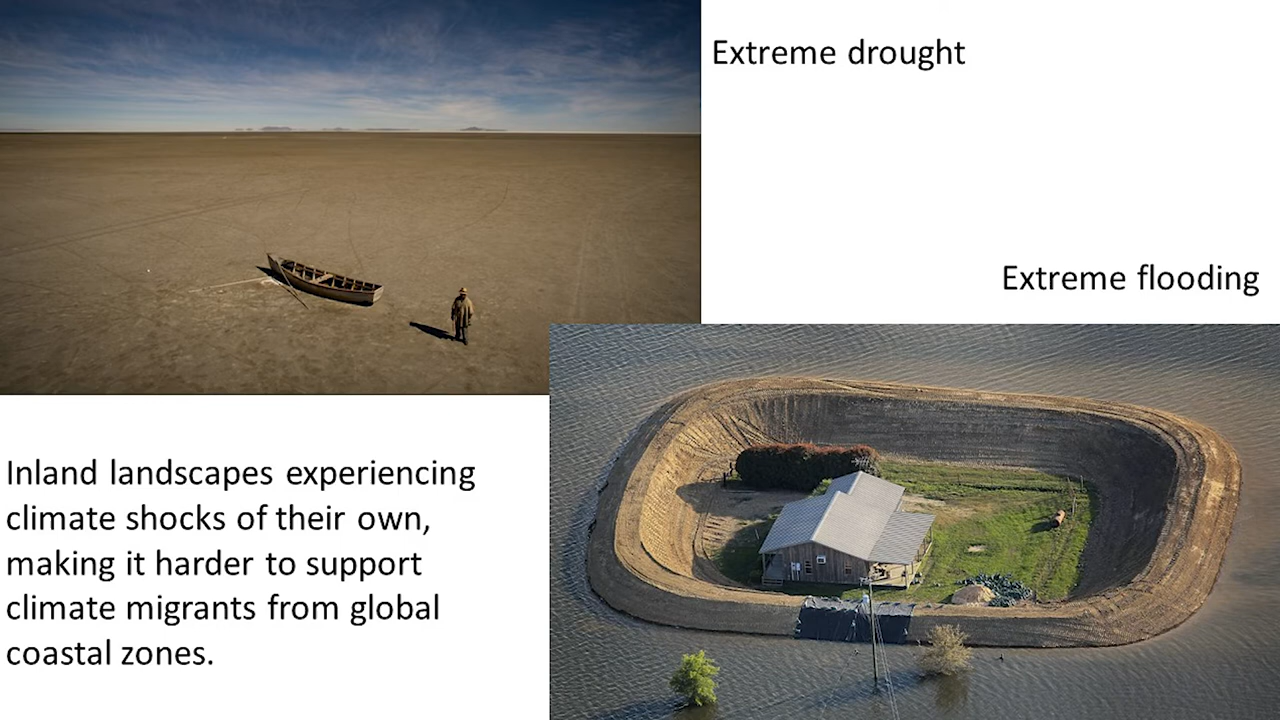 Extreme drought
Extreme flooding
Inland landscapes experiencing
climate shocks of their own,
making it harder to support
climate migrants from global
coastal zones.